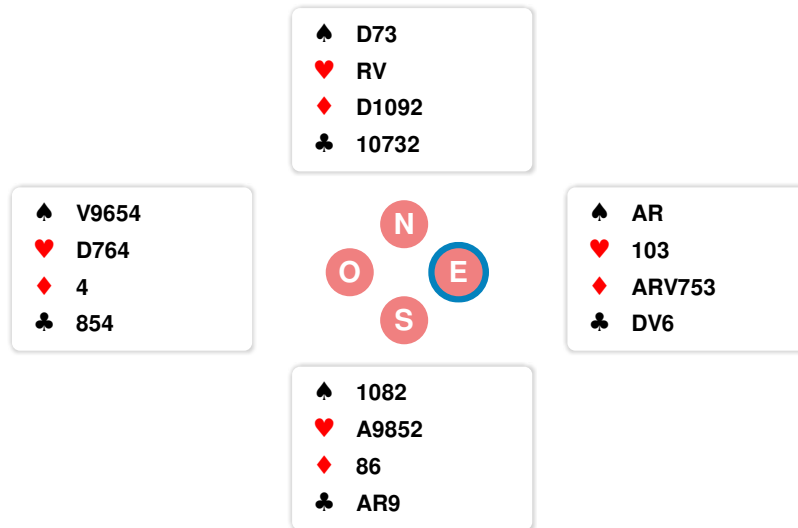 ♠ D73
♥ RV
♦ D1092
♣ 10732
♠ V9654
♥ D764
♦ 4
♣ 854
N
O
E
S
♠ AR
♥ 103
♦ ARV753
♣ DV6
♠ 1082
♥ A9852
♦ 86
♣ AR9